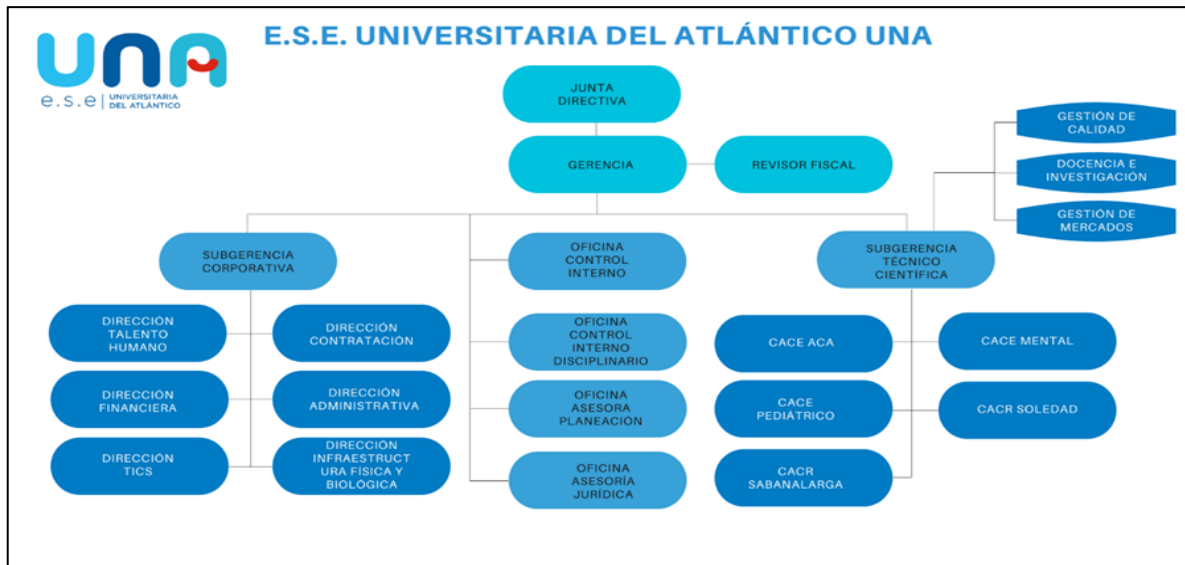 UNA
e.s.e
UNIVERSITARIA
DEL ATLÁNTICO
E.S.E. UNIVERSITARIA DEL ATLÁNTICO UNA
JUNTA
DIRECTIVA
GERENCIA
REVISOR FISCAL
GESTIÓN DE
CALIDAD
DOCENCIA E
INVESTIGACIÓN
GESTIÓN DE
MERCADOS
SUBGERENCIA
CORPORATIVA
OFICINA
CONTROL
INTERNO
SUBGERENCIA
TÉCNICO
CIENTÍFICA
DIRECCIÓN
TALENTO
HUMANO
DIRECCIÓN
CONTRATACIÓN
OFICINA
CONTROL
INTERNO
DISCIPLINARIO
CACE ACA
CACE MENTAL
DIRECCIÓN
FINANCIERA
DIRECCIÓN
ADMINISTRATIVA
OFICINA
ASESORA
PLANEACIÓN
CACE
PEDIÁTRICO
CACR SOLEDAD
DIRECCIÓN
TICS
DIRECCIÓN
INFRAESTRUCT
URA FÍSICA Y
BIOLÓGICA
OFICINA
ASESORÍA
JURÍDICA
CACR
SABANALARGA